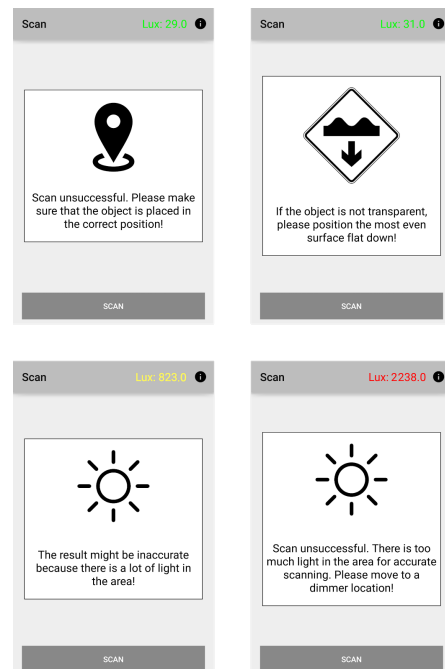 Scan Lux: 29.0
Scan unsuccessful. Please make
sure that the object is placed in
the correct position!
SCAN
Scan Lux: 31.0
If the object is not transparent,
please position the most even
surface flat down!
SCAN
Scan Lux: 823.0
The result might be inaccurate
because there is a lot of light in
the area!
SCAN
Scan Lux: 2238.0
Scan unsuccessful. There is too
much light in the area for accurate
scanning. Please move to a
dimmer location!
SCAN